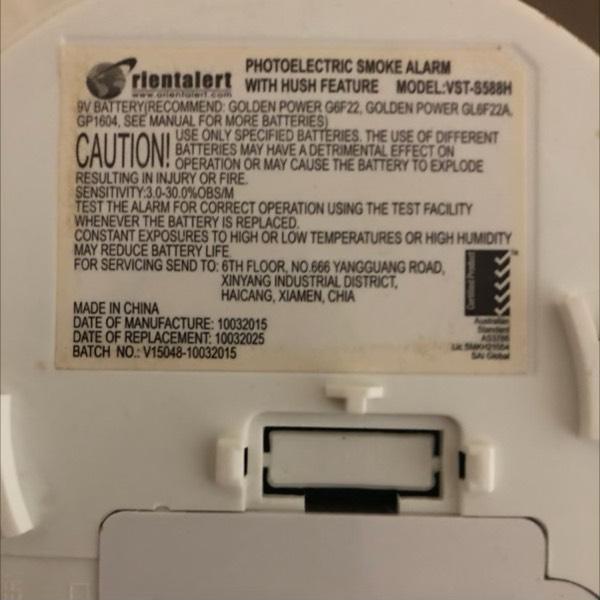 Orientalert
www.orientalert.com
PHOTOELECTRIC SMOKE ALARM
WITH HUSH FEATURE MODEL:VST-S588H
9V BATTERY(RECOMMEND: GOLDEN POWER G6F22, GOLDEN POWER GL6F22A,
GP1604, SEE MANUAL FOR MORE BATTERIES)
CAUTION! USE ONLY SPECIFIED BATTERIES. THE USE OF DIFFERENT
BATTERIES MAY HAVE A DETRIMENTAL EFFECT ON
OPERATION OR MAY CAUSE THE BATTERY TO EXPLODE
RESULTING IN INJURY OR FIRE.
SENSITIVITY:3.0-30.0%OBS/M
TEST THE ALARM FOR CORRECT OPERATION USING THE TEST FACILITY
WHENEVER THE BATTERY IS REPLACED.
CONSTANT EXPOSURES TO HIGH OR LOW TEMPERATURES OR HIGH HUMIDITY
MAY REDUCE BATTERY LIFE.
FOR SERVICING SEND TO: 6TH FLOOR, NO.666 YANGGUANG ROAD,
XINYANG INDUSTRIAL DISTRICT,
HAICANG, XIAMEN, CHIA
MADE IN CHINA
DATE OF MANUFACTURE: 10032015
DATE OF REPLACEMENT: 10032025
BATCH NO.: V15048-10032015
Certified Product
TM
Australian
Standard
AS3786
SAI Global